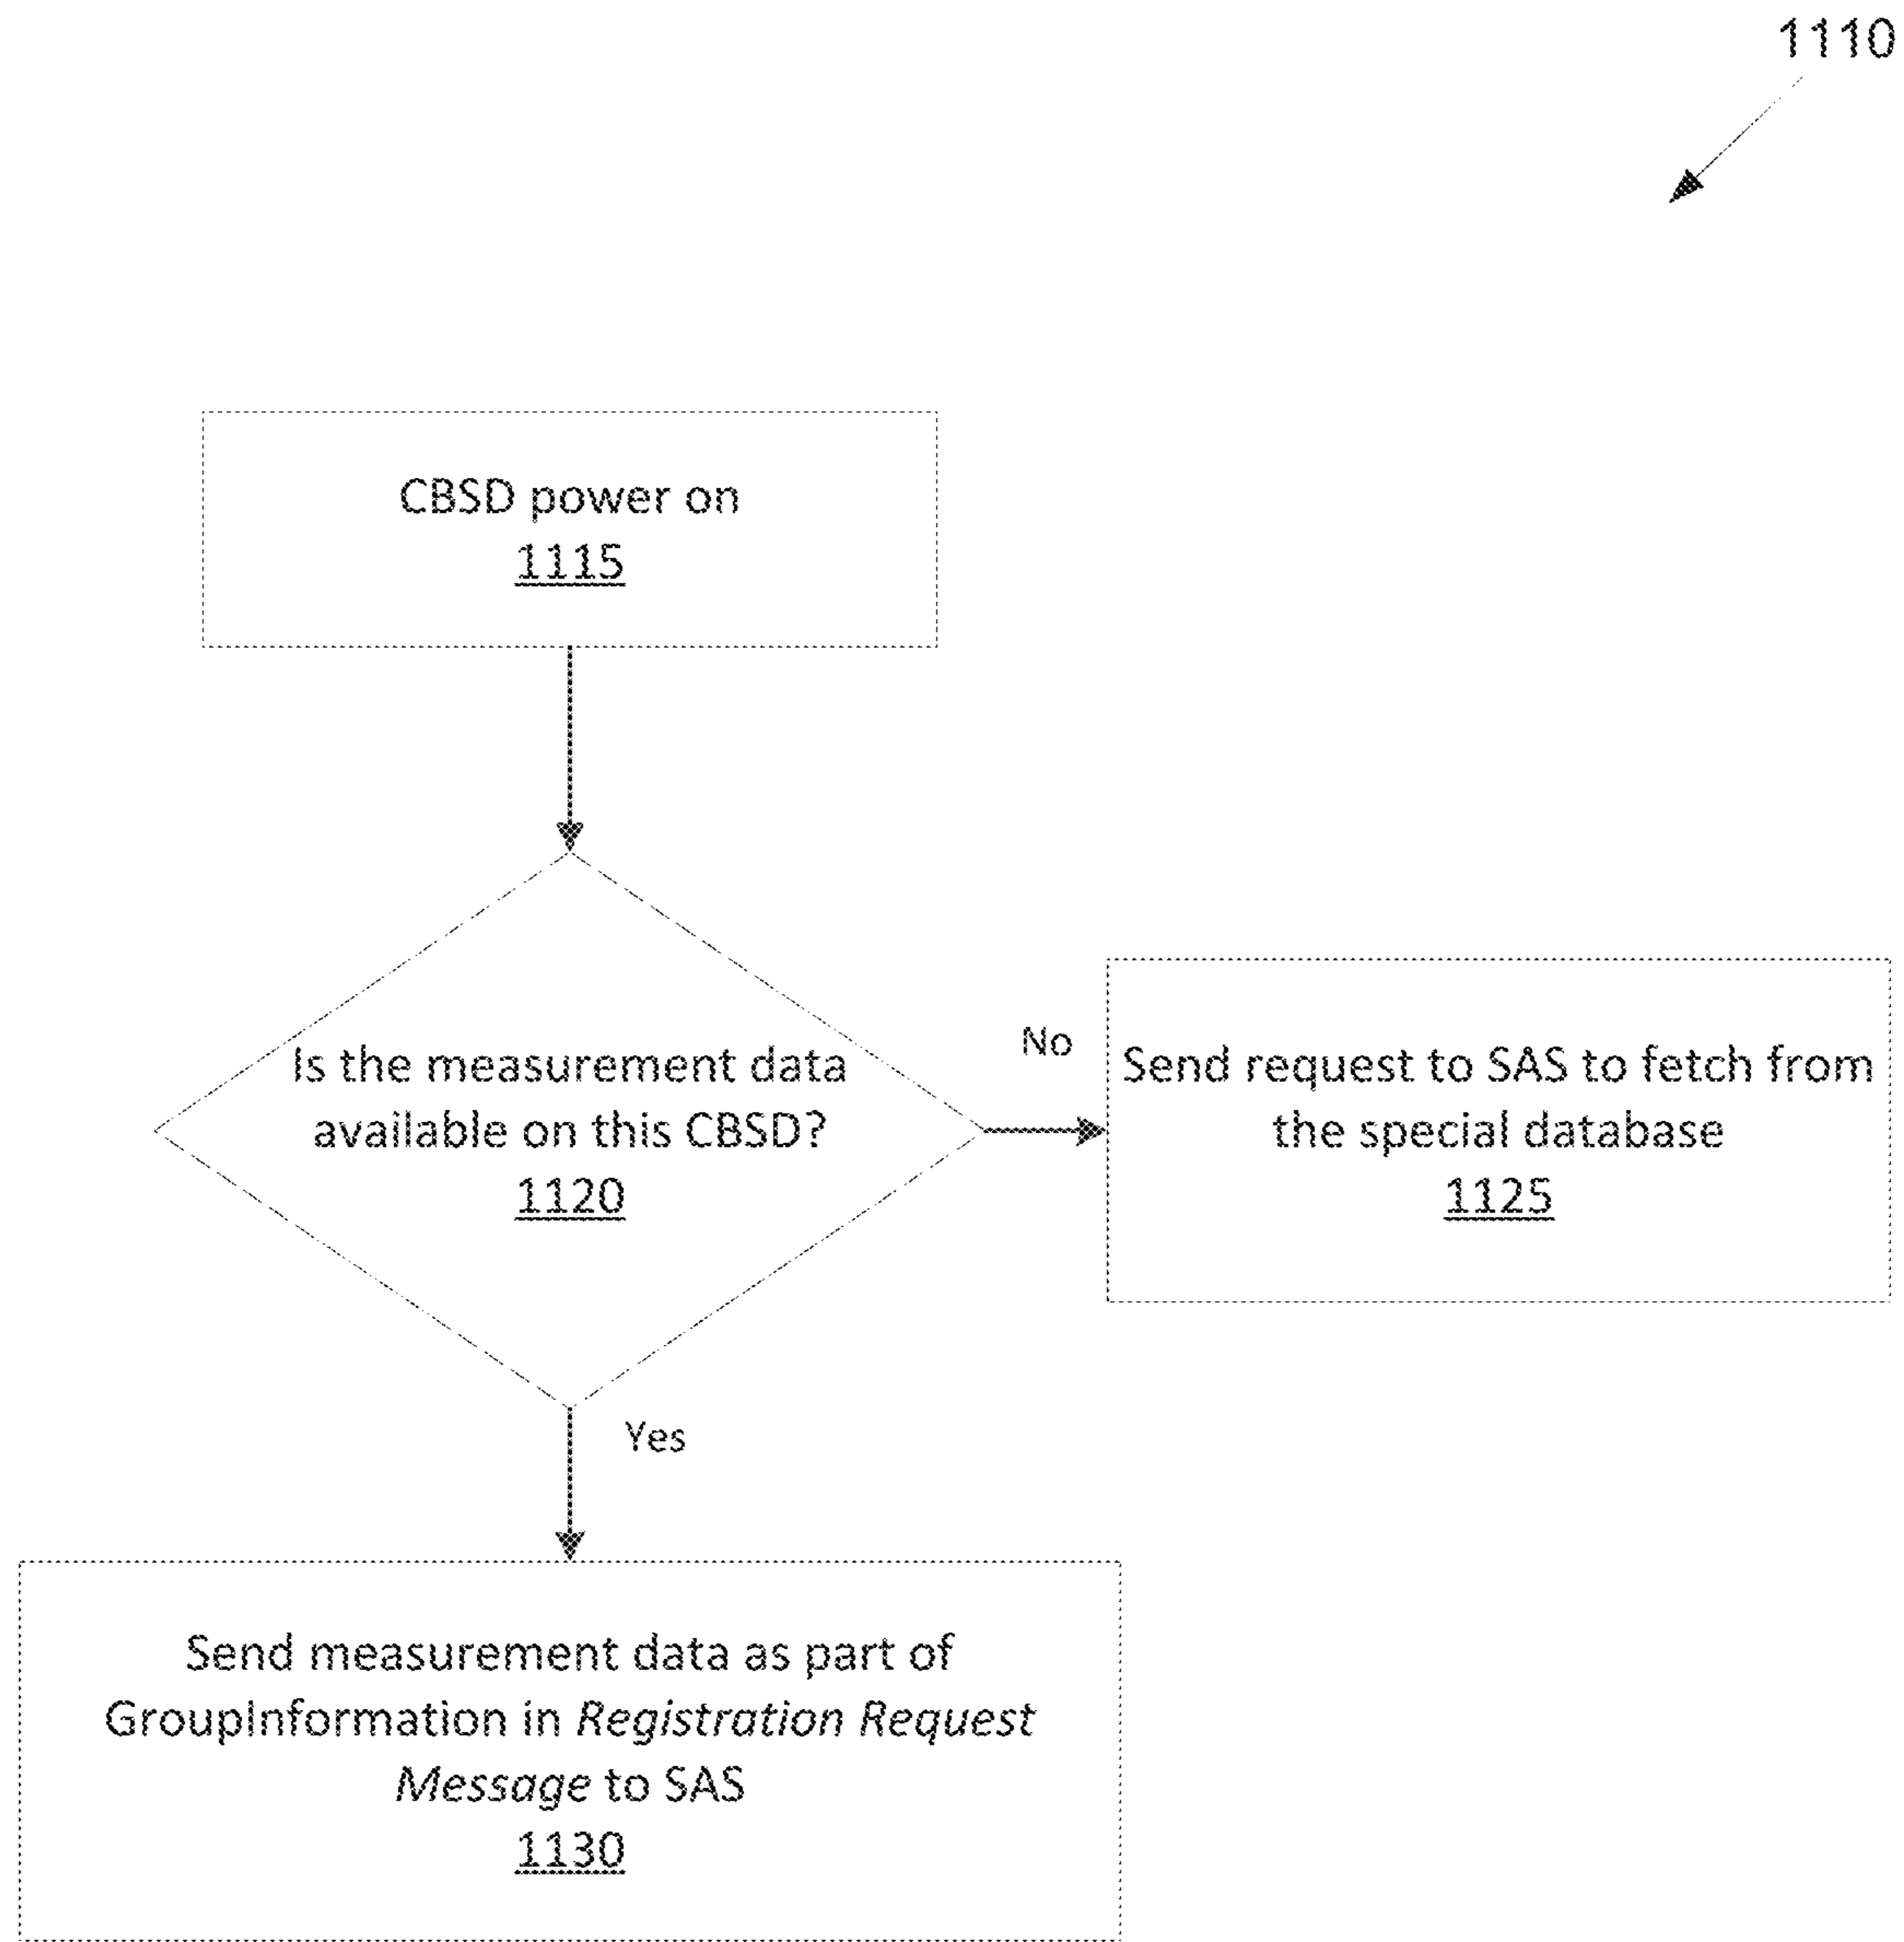 1110
CBSD power on
1115
Is the measurement data
available on this CBSD?
1120
No
Send request to SAS to fetch from
the special database
1125
Yes
Send measurement data as part of
GroupInformation in Registration Request
Message to SAS
1130